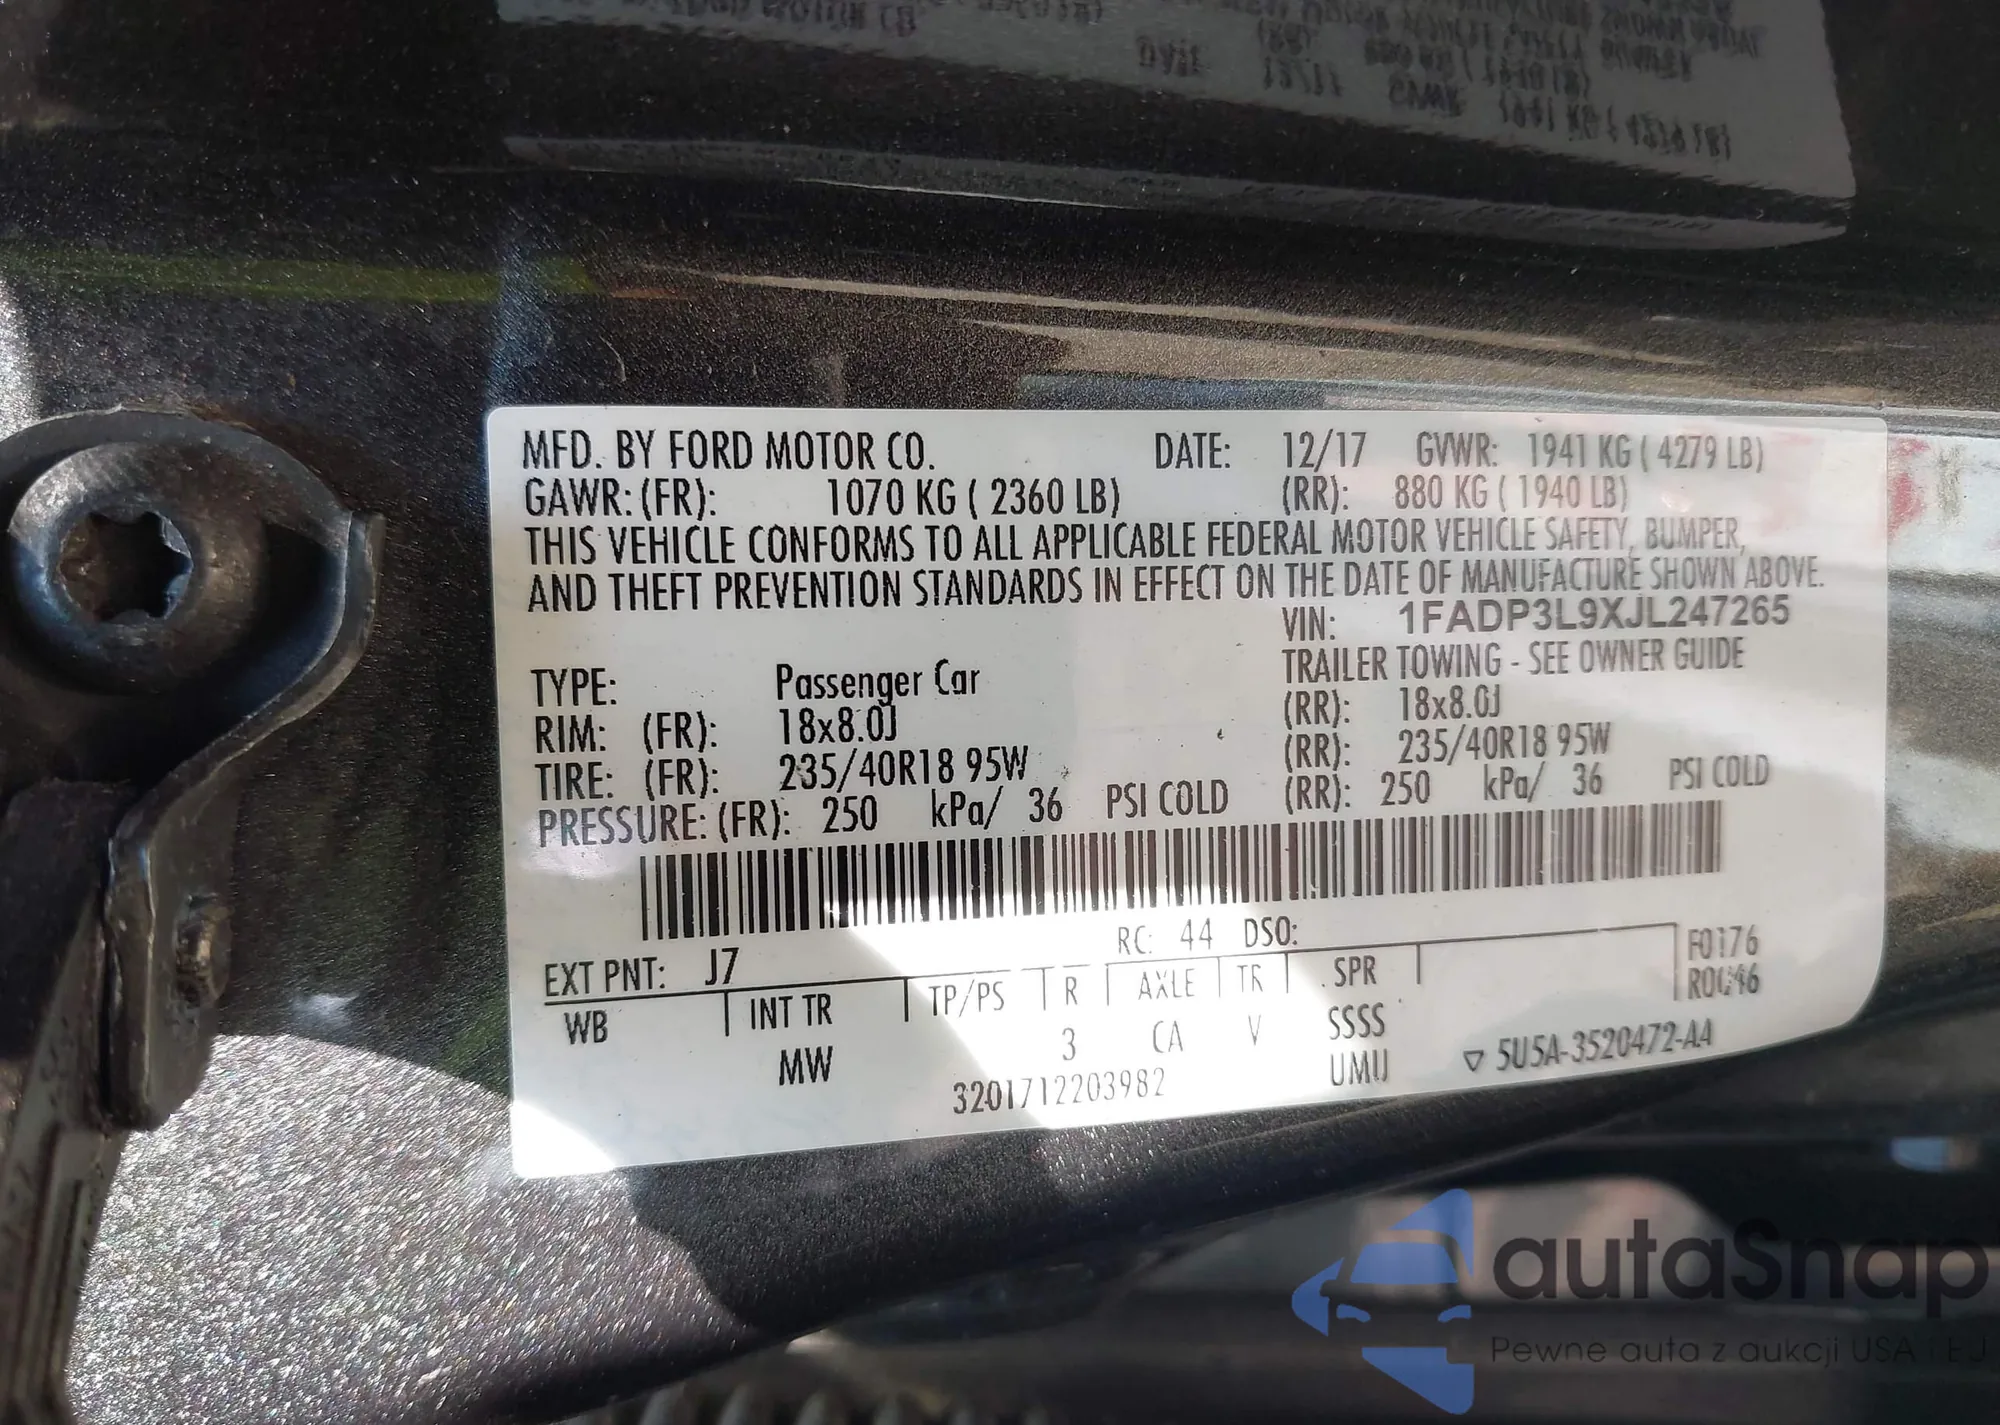 MFD. BY FORD MOTOR CO. DATE: 12/17 GVWR: 1941 KG ( 4279 LB)
GAWR: (FR): 1070 KG ( 2360 LB) (RR): 880 KG ( 1940 LB)
THIS VEHICLE CONFORMS TO ALL APPLICABLE FEDERAL MOTOR VEHICLE SAFETY, BUMPER,
AND THEFT PREVENTION STANDARDS IN EFFECT ON THE DATE OF MANUFACTURE SHOWN ABOVE.
VIN: 1FADP3L9XJL247265
TRAILER TOWING - SEE OWNER GUIDE
TYPE: Passenger Car
RIM: (FR): 18x8.0J (RR): 18x8.0J
TIRE: (FR): 235/40R18 95W (RR): 235/40R18 95W
PRESSURE: (FR): 250 kPa/ 36 PSI COLD (RR): 250 kPa/ 36 PSI COLD
EXT PNT: J7 RC: 44 DSO: F0176
WB INT TR TP/PS R AXLE TR SPR
MW 3 CA V SSSS
UMU
3201712203982
▽ 5U5A-3520472-AA
autaSnap
Pewne auta z aukcji USA i EU